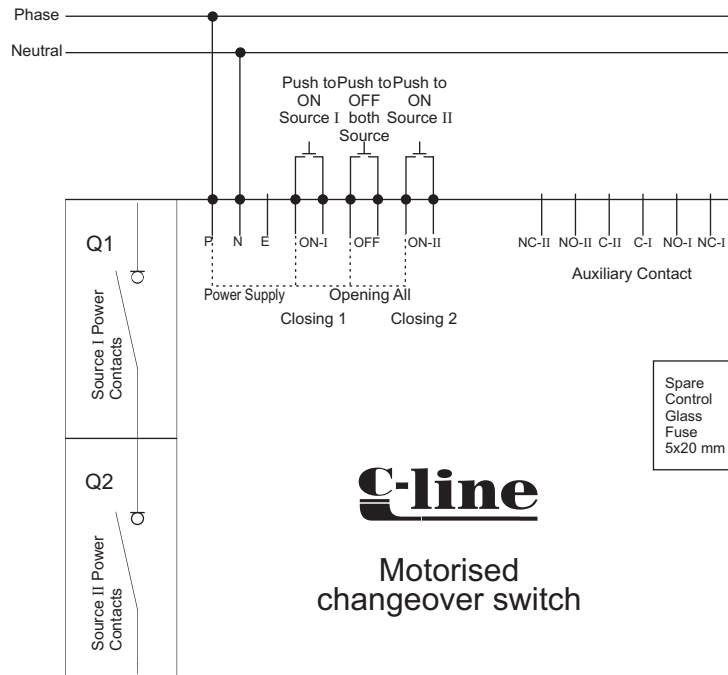 Phase
Neutral
Push to
ON
Source I
Push to
OFF
both
Source
Push to
ON
Source II
P N E ON-I OFF ON-II NC-II NO-II C-II C-I NO-I NC-I
Power Supply
Opening All
Closing 1
Closing 2
Auxiliary Contact
Q1
Source I Power
Contacts
Q2
Source II Power
Contacts
Spare
Control
Glass
Fuse
5x20 mm
C-line
Motorised
changeover switch